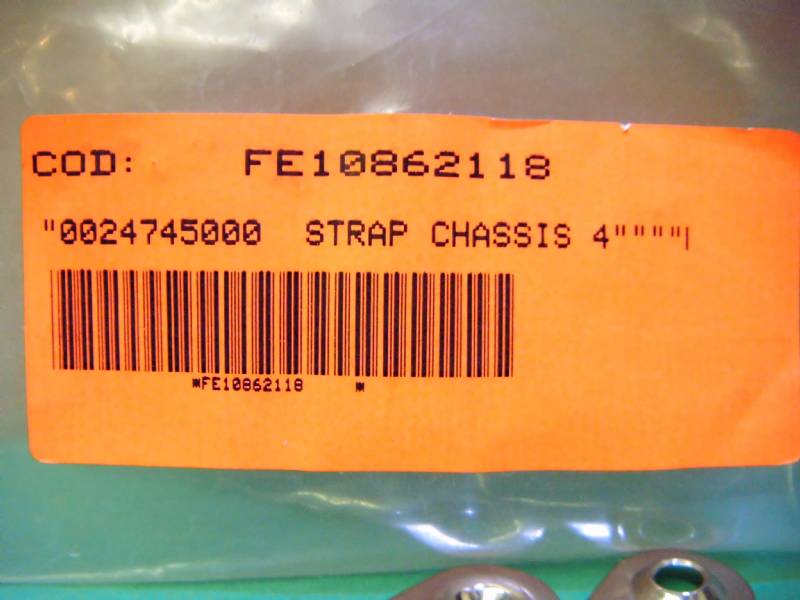 COD: FE10862118
"0024745000 STRAP CHASSIS 4""""|
*FE10862118 *